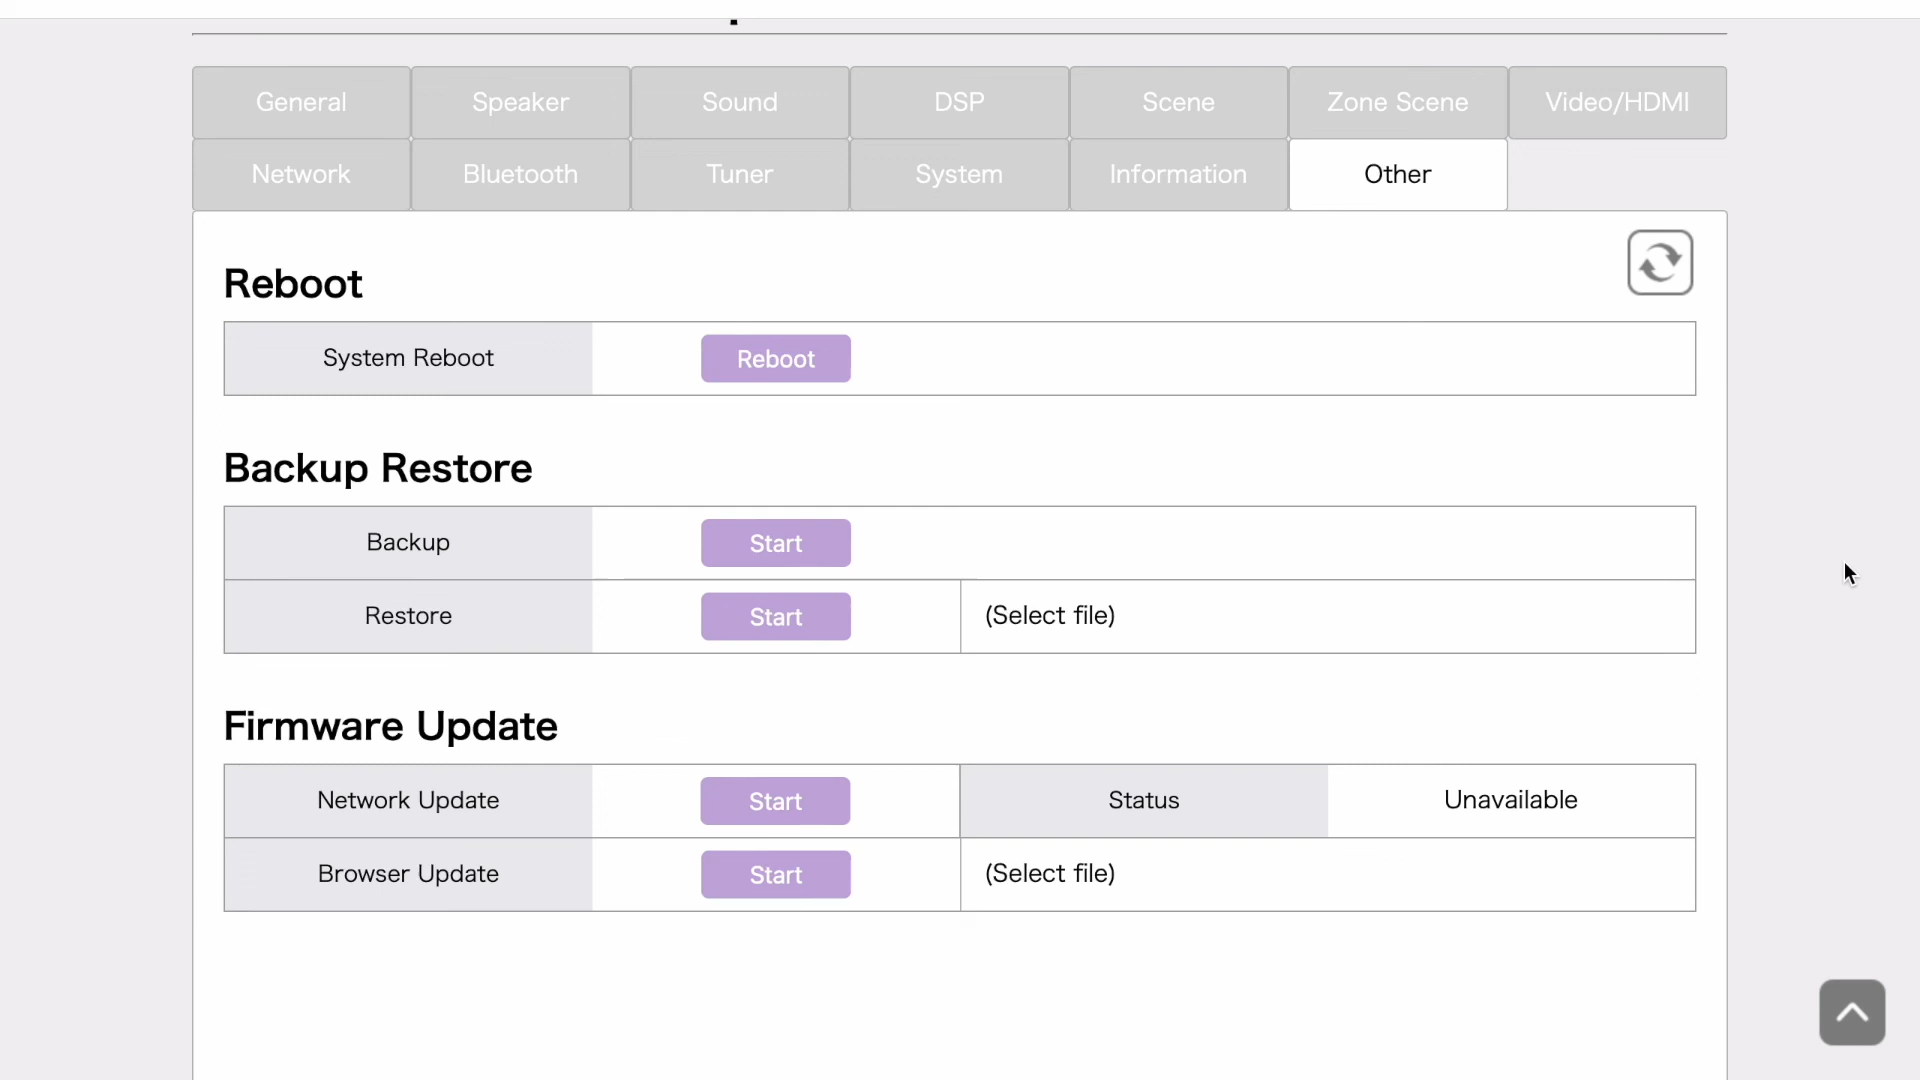 General Speaker Sound DSP Scene Zone Scene Video/HDMI
Network Bluetooth Tuner System Information Other
Reboot
System Reboot Reboot
Backup Restore
Backup Start
Restore Start (Select file)
Firmware Update
Network Update Start Status Unavailable
Browser Update Start (Select file)